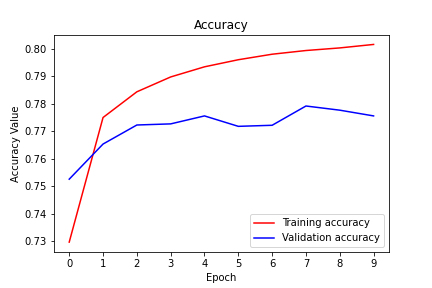 Accuracy
0.80
0.79
0.78
0.77
0.76
0.75
0.74
0.73
Accuracy Value
Training accuracy
Validation accuracy
0 1 2 3 4 5 6 7 8 9
Epoch